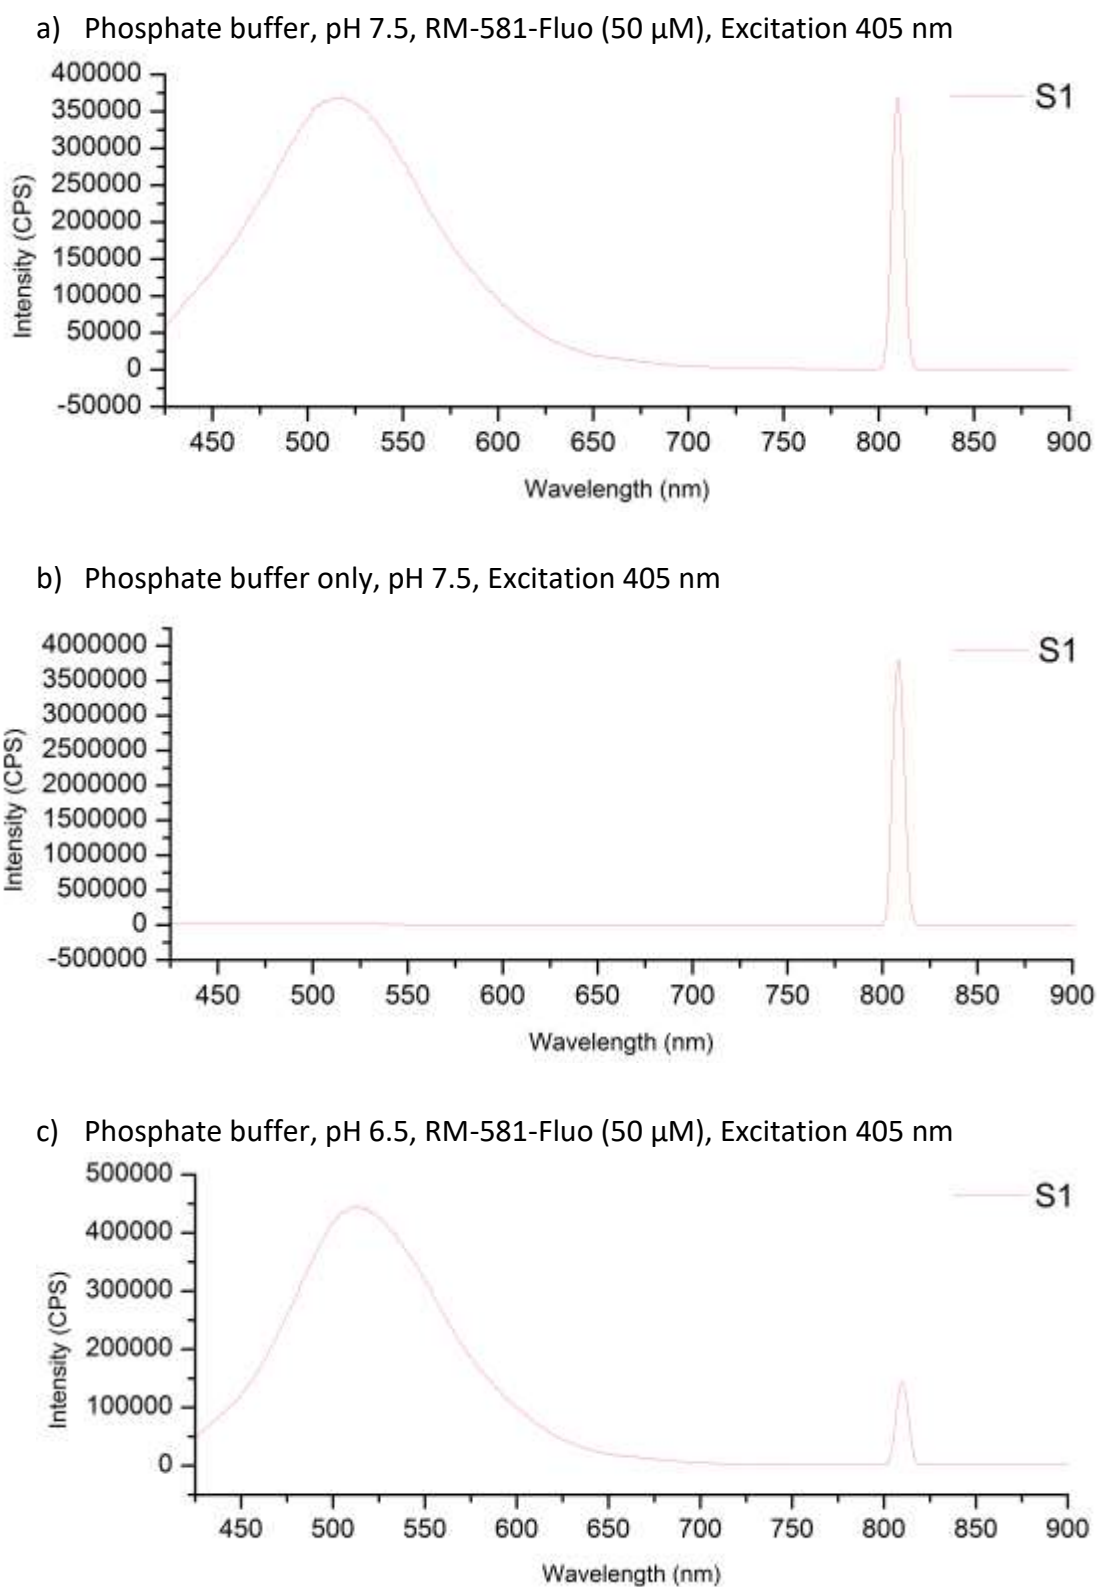 a) Phosphate buffer, pH 7.5, RM-581-Fluo (50 µM), Excitation 405 nm
400000
350000
300000
250000
200000
150000
100000
50000
0
-50000
Intensity (CPS)
S1
450 500 550 600 650 700 750 800 850 900
Wavelength (nm)
b) Phosphate buffer only, pH 7.5, Excitation 405 nm
4000000
3500000
3000000
2500000
2000000
1500000
1000000
500000
0
-500000
Intensity (CPS)
S1
450 500 550 600 650 700 750 800 850 900
Wavelength (nm)
c) Phosphate buffer, pH 6.5, RM-581-Fluo (50 µM), Excitation 405 nm
500000
400000
300000
200000
100000
0
Intensity (CPS)
S1
450 500 550 600 650 700 750 800 850 900
Wavelength (nm)